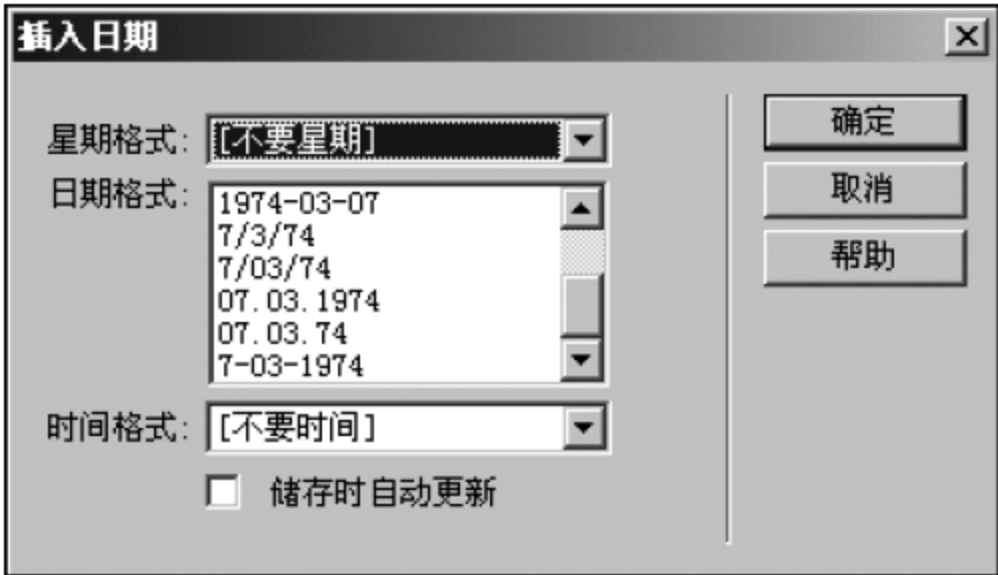 插入日期
星期格式: [不要星期]
日期格式: 1974-03-07
7/3/74
7/03/74
07.03.1974
07.03.74
7-03-1974
时间格式: [不要时间]
储存时自动更新
确定
取消
帮助